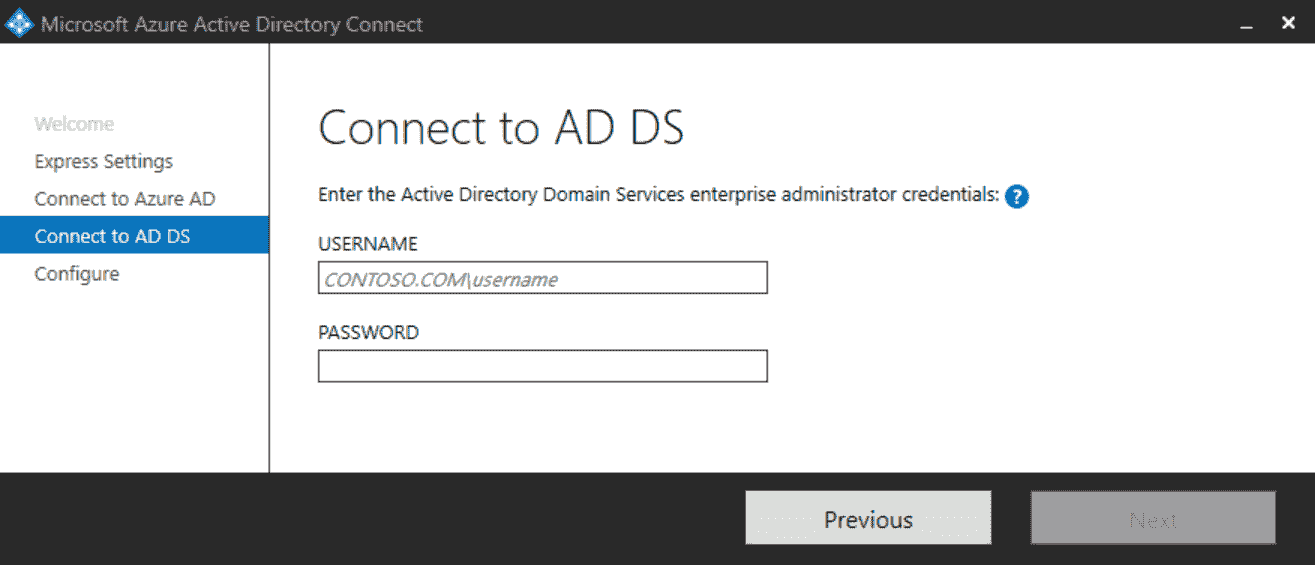 Microsoft Azure Active Directory Connect
Welcome
Express Settings
Connect to Azure AD
Connect to AD DS
Configure
Connect to AD DS
Enter the Active Directory Domain Services enterprise administrator credentials: ?
USERNAME
CONTOSO.COM\username
PASSWORD
Previous
Next